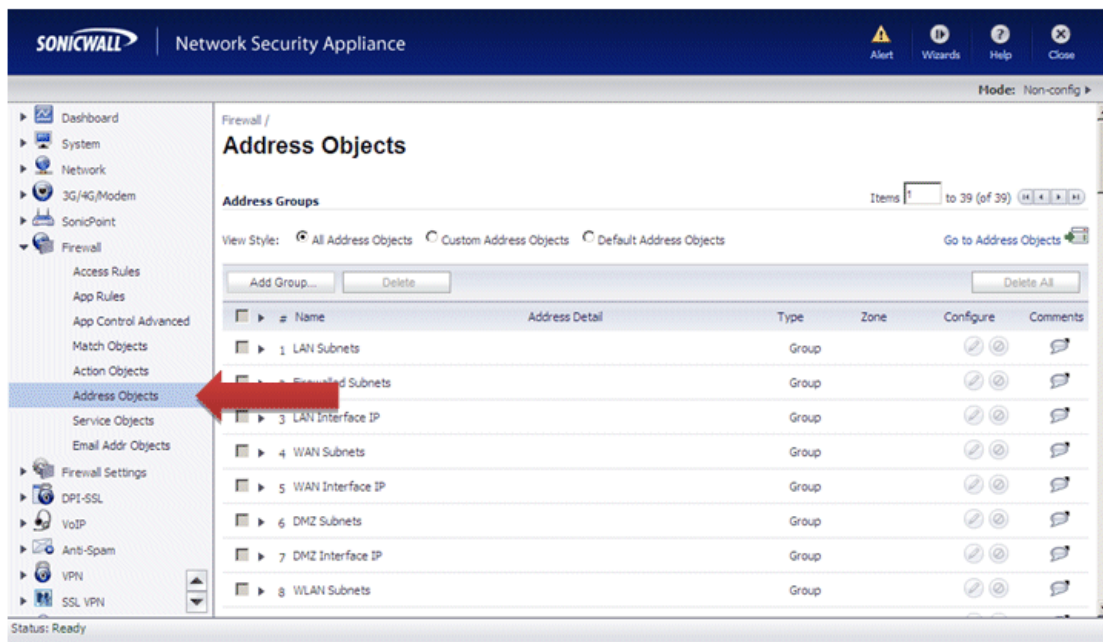 SONICWALL Network Security Appliance
Alert Wizards Help Close
Mode: Non-config
Dashboard
System
Network
3G/4G/Modem
SonicPoint
Firewall
Access Rules
App Rules
App Control Advanced
Match Objects
Action Objects
Address Objects
Service Objects
Email Addr Objects
Firewall Settings
DPI-SSL
VoIP
Anti-Spam
VPN
SSL VPN
Firewall /
Address Objects
Address Groups Items 1 to 39 (of 39)
View Style: All Address Objects Custom Address Objects Default Address Objects Go to Address Objects
Add Group... Delete Delete All
# Name Address Detail Type Zone Configure Comments
1 LAN Subnets Group
Firewalled Subnets Group
3 LAN Interface IP Group
4 WAN Subnets Group
5 WAN Interface IP Group
6 DMZ Subnets Group
7 DMZ Interface IP Group
8 WLAN Subnets Group
Status: Ready